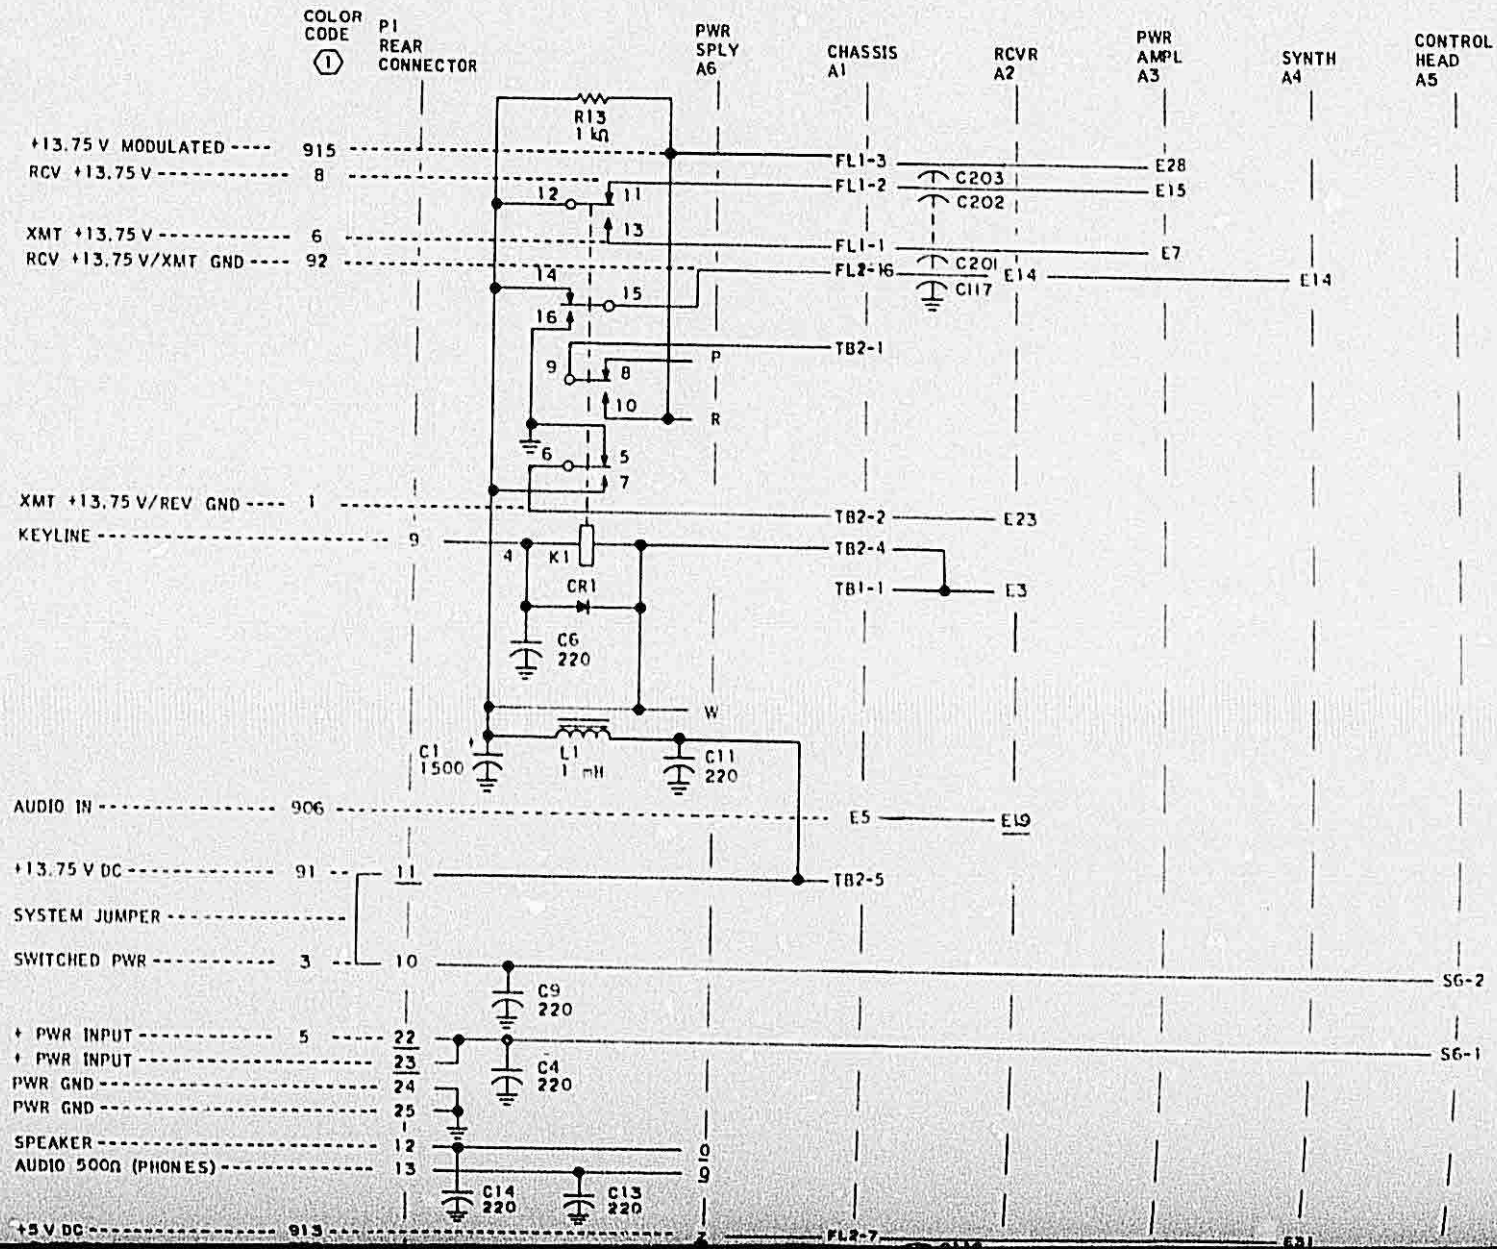 COLOR CODE 1
P1 REAR CONNECTOR
PWR SPLY A6
CHASSIS A1
RCVR A2
PWR AMPL A3
SYNTH A4
CONTROL HEAD A5
R13
1 kΩ
+13.75 V MODULATED 915 FL1-3 E28
RCV +13.75 V 8 FL1-2 E15
C203
12 11
C202
13
XMT +13.75 V 6 FL1-1 E7
RCV +13.75 V/XMT GND 92 FL2-16 E14 E14
C201
C117
14
15
16
TB2-1
P
9 8
10
R
6 5
7
XMT +13.75 V/REV GND 1 TB2-2 E23
KEYLINE 9 4 K1 TB2-4
CR1
TB1-1 E3
C6
220
W
C1
+
1500
L1
1 mH
C11
220
AUDIO IN 906 E5 E19
+13.75 V DC 91 11 TB2-5
SYSTEM JUMPER
SWITCHED PWR 3 10 S6-2
C9
220
+ PWR INPUT 5 22 S6-1
+ PWR INPUT 23
C4
220
PWR GND 24
PWR GND 25
SPEAKER 12
AUDIO 500Ω (PHONES) 13
C14
220
C13
220
+5 V DC 913 FL2-7